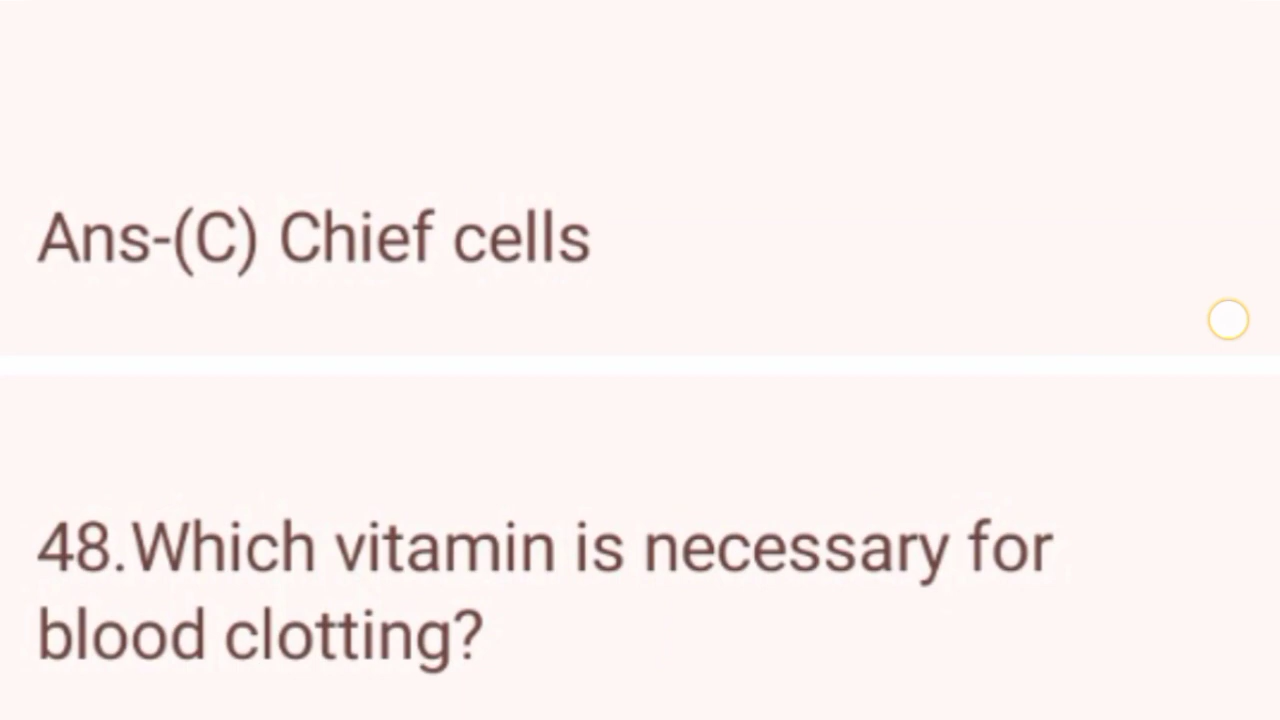 Ans-(C) Chief cells
48.Which vitamin is necessary for
blood clotting?